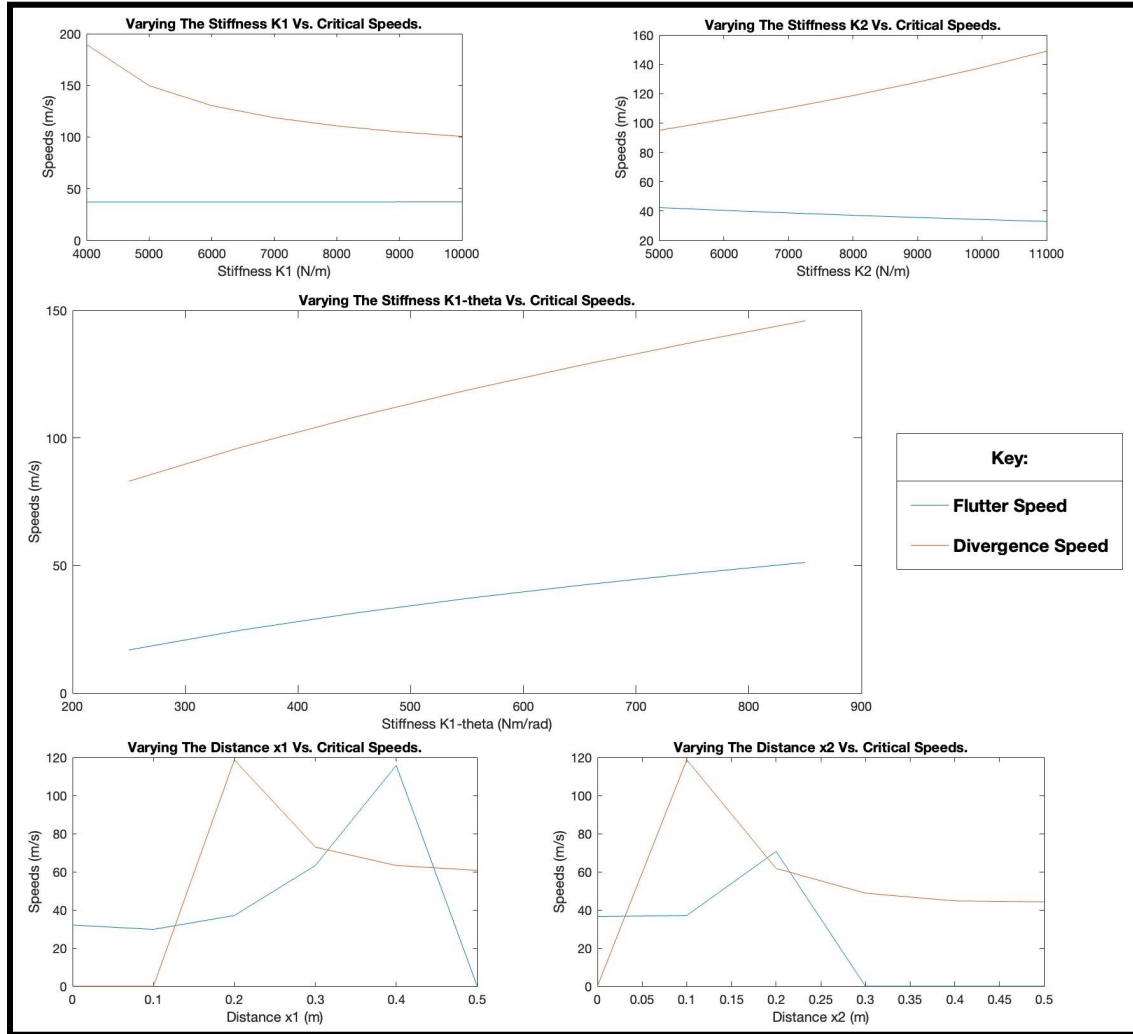 Varying The Stiffness K1 Vs. Critical Speeds.
200
150
100
50
0
Speeds (m/s)
4000 5000 6000 7000 8000 9000 10000
Stiffness K1 (N/m)
Varying The Stiffness K2 Vs. Critical Speeds.
160
140
120
100
80
60
40
20
Speeds (m/s)
5000 6000 7000 8000 9000 10000 11000
Stiffness K2 (N/m)
Varying The Stiffness K1-theta Vs. Critical Speeds.
150
100
50
0
Speeds (m/s)
200 300 400 500 600 700 800 900
Stiffness K1-theta (Nm/rad)
Key:
Flutter Speed
Divergence Speed
Varying The Distance x1 Vs. Critical Speeds.
120
100
80
60
40
20
0
Speeds (m/s)
0 0.1 0.2 0.3 0.4 0.5
Distance x1 (m)
Varying The Distance x2 Vs. Critical Speeds.
120
100
80
60
40
20
0
Speeds (m/s)
0 0.05 0.1 0.15 0.2 0.25 0.3 0.35 0.4 0.45 0.5
Distance x2 (m)